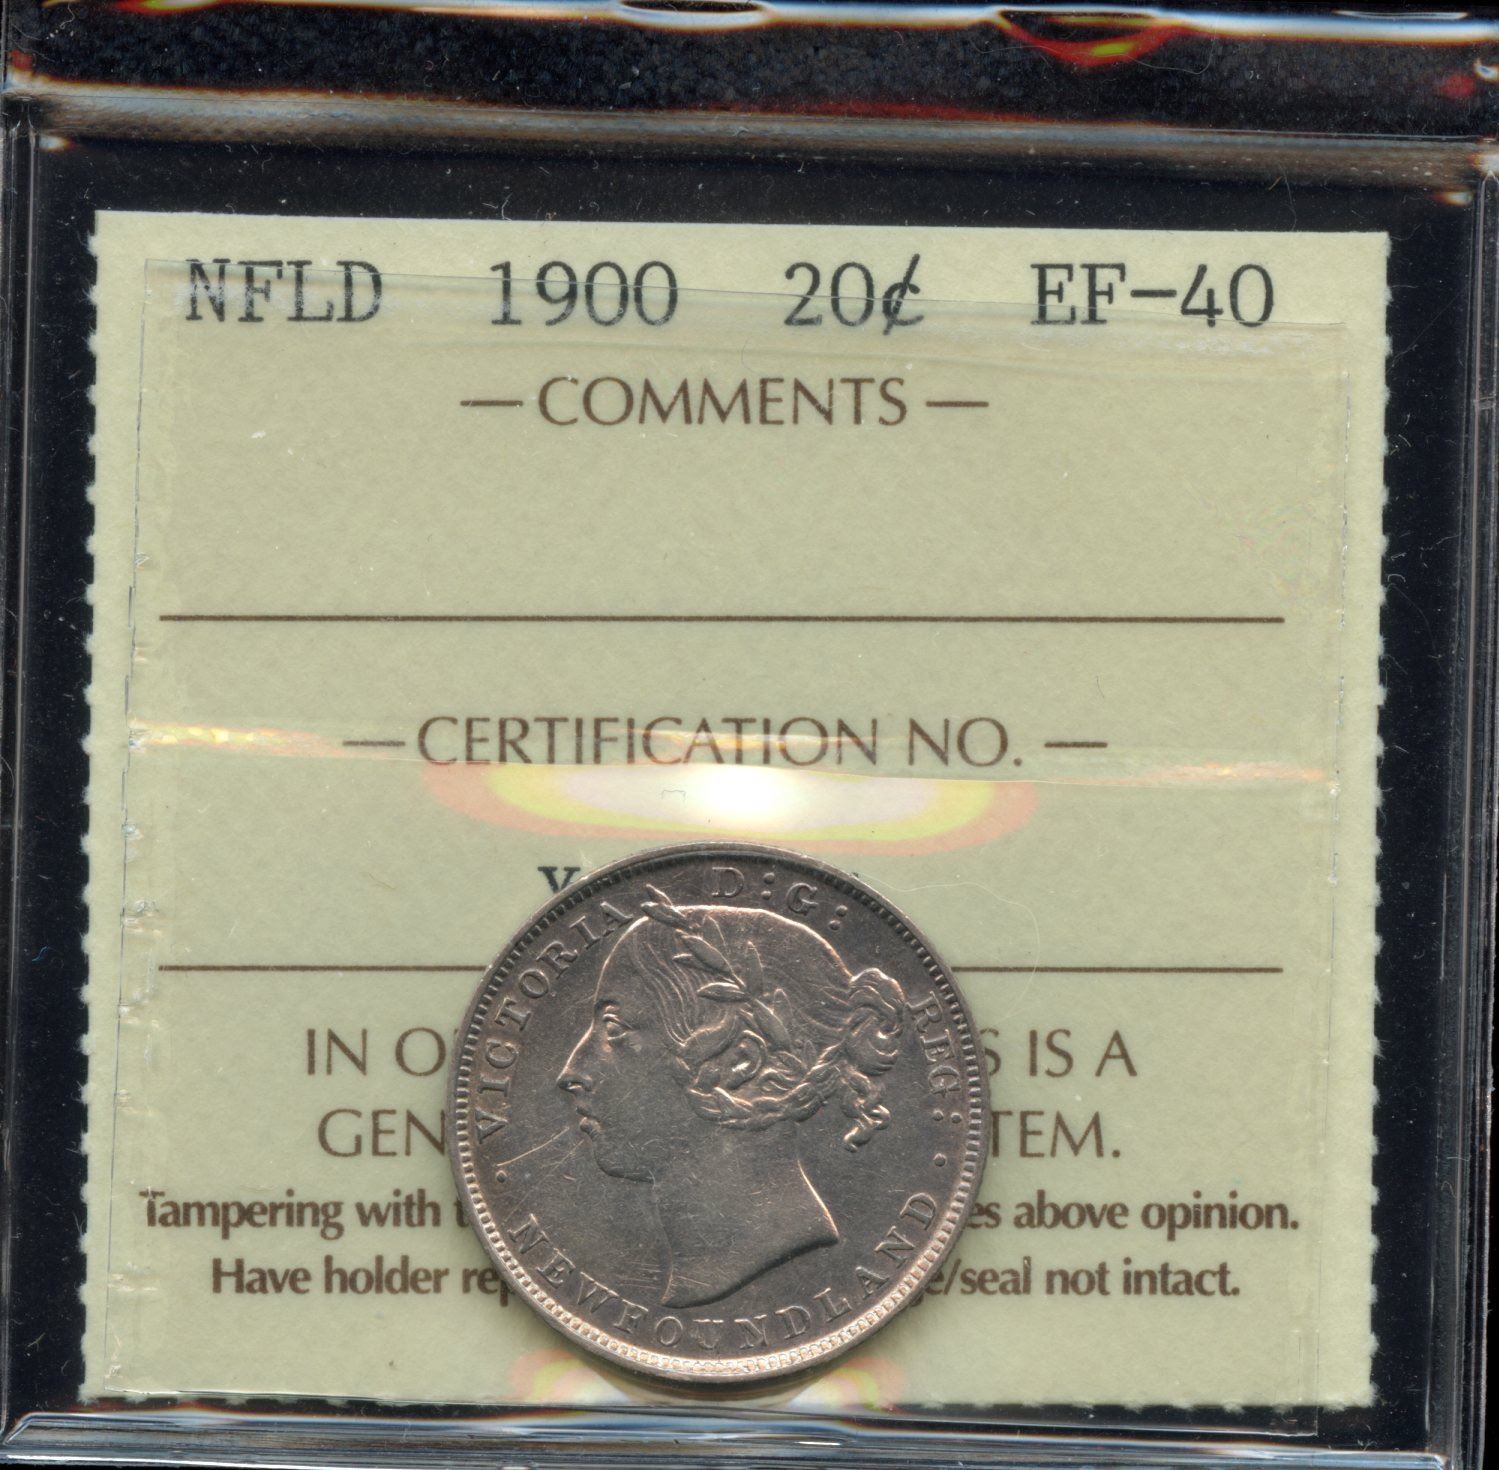 NFLD 1900 20¢ EF-40
— COMMENTS —
— CERTIFICATION NO. —
IN O S IS A
GEN TEM.
Tampering with t es above opinion.
Have holder rep e/seal not intact.
VICTORIA D:G: REG:
· NEWFOUNDLAND ·